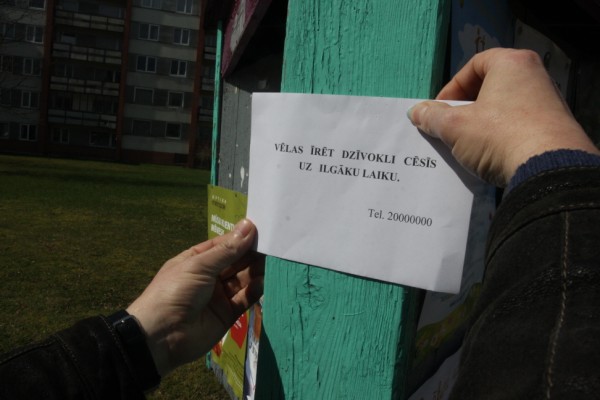 VĒLAS ĪRĒT DZĪVOKLI CĒSĪS
UZ ILGĀKU LAIKU.
Tel. 20000000